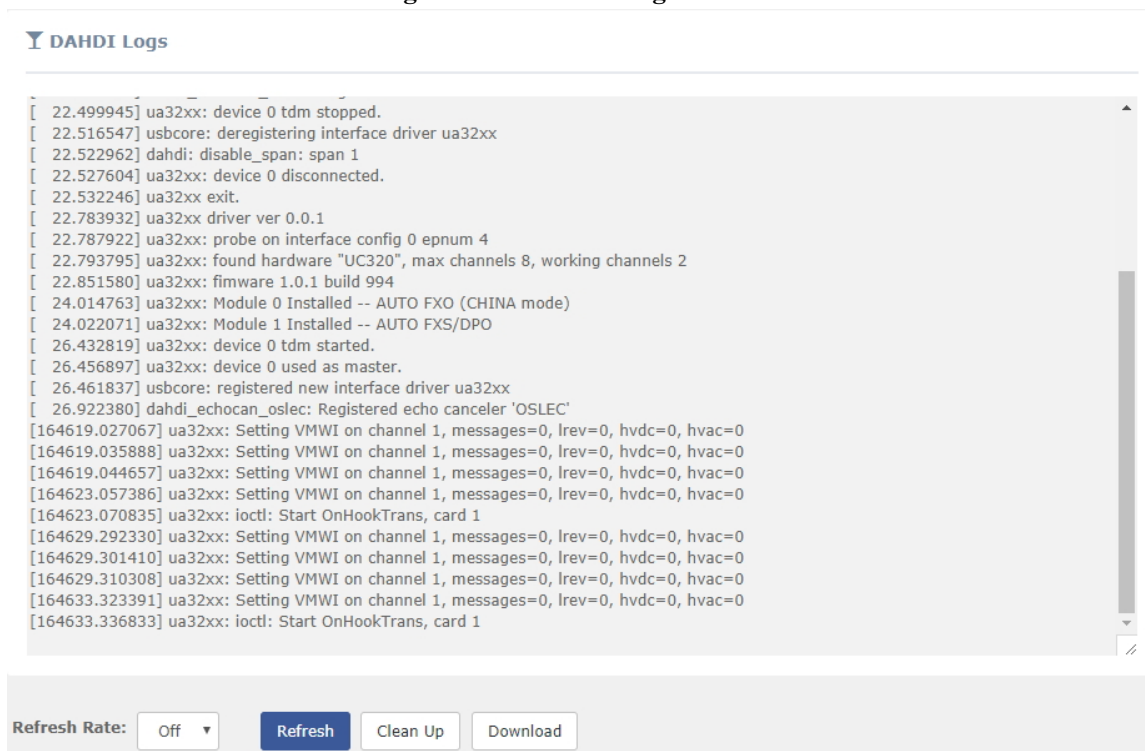 DAHDI Logs
[ 22.499945] ua32xx: device 0 tdm stopped.
[ 22.516547] usbcore: deregistering interface driver ua32xx
[ 22.522962] dahdi: disable_span: span 1
[ 22.527604] ua32xx: device 0 disconnected.
[ 22.532246] ua32xx exit.
[ 22.783932] ua32xx driver ver 0.0.1
[ 22.787922] ua32xx: probe on interface config 0 epnum 4
[ 22.793795] ua32xx: found hardware "UC320", max channels 8, working channels 2
[ 22.851580] ua32xx: fimware 1.0.1 build 994
[ 24.014763] ua32xx: Module 0 Installed -- AUTO FXO (CHINA mode)
[ 24.022071] ua32xx: Module 1 Installed -- AUTO FXS/DPO
[ 26.432819] ua32xx: device 0 tdm started.
[ 26.456897] ua32xx: device 0 used as master.
[ 26.461837] usbcore: registered new interface driver ua32xx
[ 26.922380] dahdi_echocan_oslec: Registered echo canceler 'OSLEC'
[164619.027067] ua32xx: Setting VMWI on channel 1, messages=0, lrev=0, hvdc=0, hvac=0
[164619.035888] ua32xx: Setting VMWI on channel 1, messages=0, lrev=0, hvdc=0, hvac=0
[164619.044657] ua32xx: Setting VMWI on channel 1, messages=0, lrev=0, hvdc=0, hvac=0
[164623.057386] ua32xx: Setting VMWI on channel 1, messages=0, lrev=0, hvdc=0, hvac=0
[164623.070835] ua32xx: ioctl: Start OnHookTrans, card 1
[164629.292330] ua32xx: Setting VMWI on channel 1, messages=0, lrev=0, hvdc=0, hvac=0
[164629.301410] ua32xx: Setting VMWI on channel 1, messages=0, lrev=0, hvdc=0, hvac=0
[164629.310308] ua32xx: Setting VMWI on channel 1, messages=0, lrev=0, hvdc=0, hvac=0
[164633.323391] ua32xx: Setting VMWI on channel 1, messages=0, lrev=0, hvdc=0, hvac=0
[164633.336833] ua32xx: ioctl: Start OnHookTrans, card 1
Refresh Rate: Off Refresh Clean Up Download